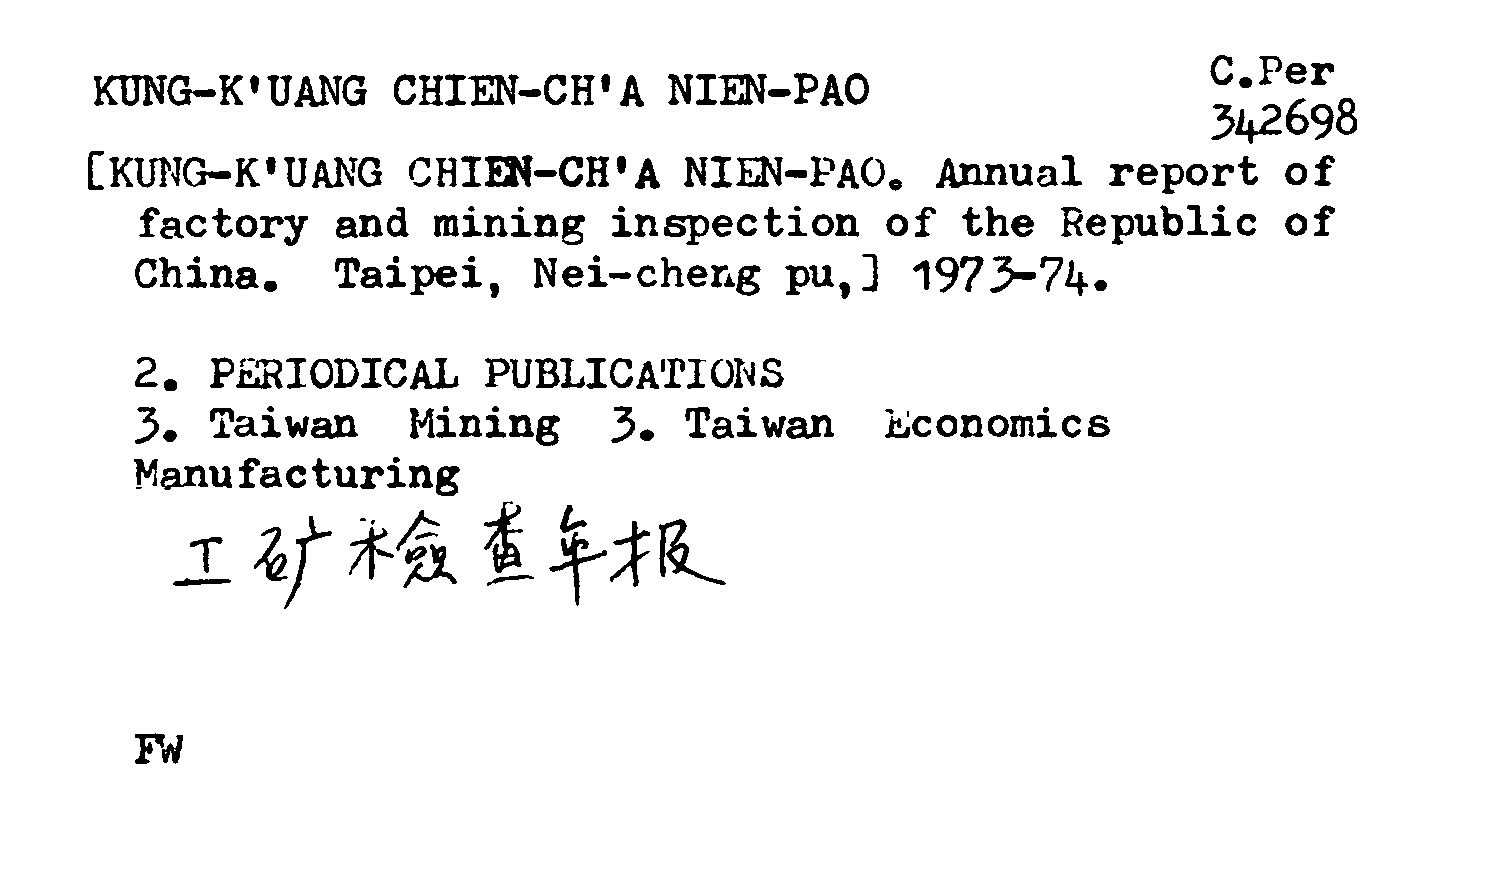 KUNG-K'UANG CHIEN-CH'A NIEN-PAO
C.Per
342698
[KUNG-K'UANG CHIEN-CH'A NIEN-PAO. Annual report of
factory and mining inspection of the Republic of
China. Taipei, Nei-cheng pu,] 1973-74.
2. PERIODICAL PUBLICATIONS
3. Taiwan Mining 3. Taiwan Economics
Manufacturing
工矿檢查年报
FW